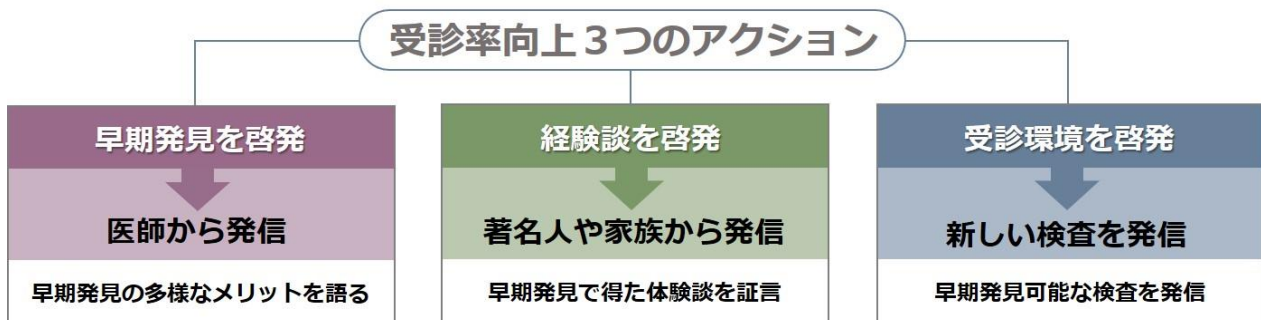 受診率向上３つのアクション
早期発見を啓発
医師から発信
早期発見の多様なメリットを語る
経験談を啓発
著名人や家族から発信
早期発見で得た体験談を証言
受診環境を啓発
新しい検査を発信
早期発見可能な検査を発信